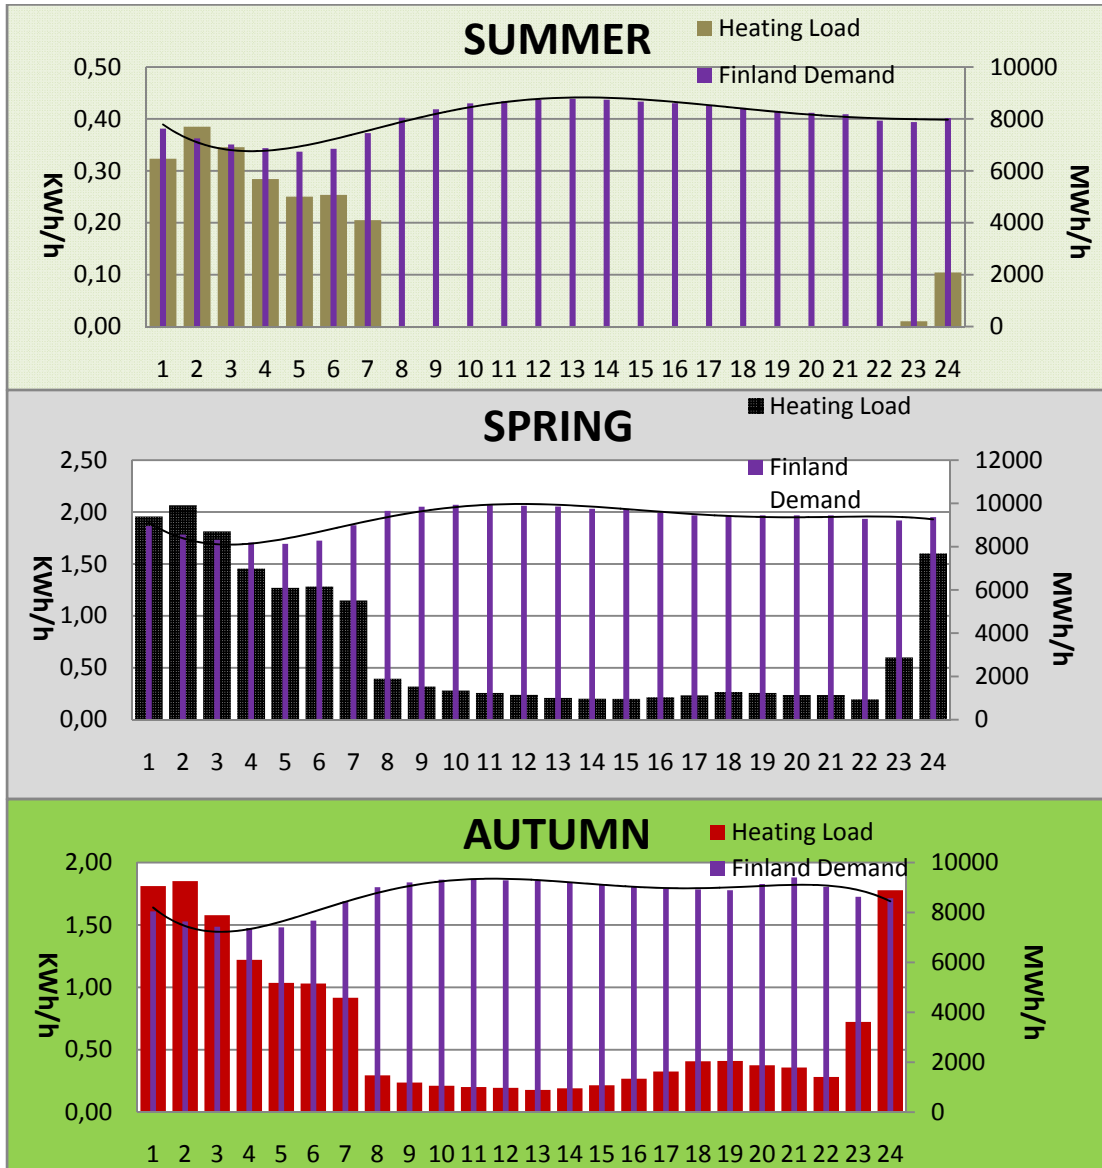 SUMMER
Heating Load
Finland Demand
0,50
0,40
0,30
0,20
0,10
0,00
KWh/h
10000
8000
6000
4000
2000
0
MWh/h
1 2 3 4 5 6 7 8 9 10 11 12 13 14 15 16 17 18 19 20 21 22 23 24
SPRING
Heating Load
Finland
Demand
2,50
2,00
1,50
1,00
0,50
0,00
KWh/h
12000
10000
8000
6000
4000
2000
0
MWh/h
1 2 3 4 5 6 7 8 9 10 11 12 13 14 15 16 17 18 19 20 21 22 23 24
AUTUMN
Heating Load
Finland Demand
2,00
1,50
1,00
0,50
0,00
KWh/h
10000
8000
6000
4000
2000
0
MWh/h
1 2 3 4 5 6 7 8 9 10 11 12 13 14 15 16 17 18 19 20 21 22 23 24